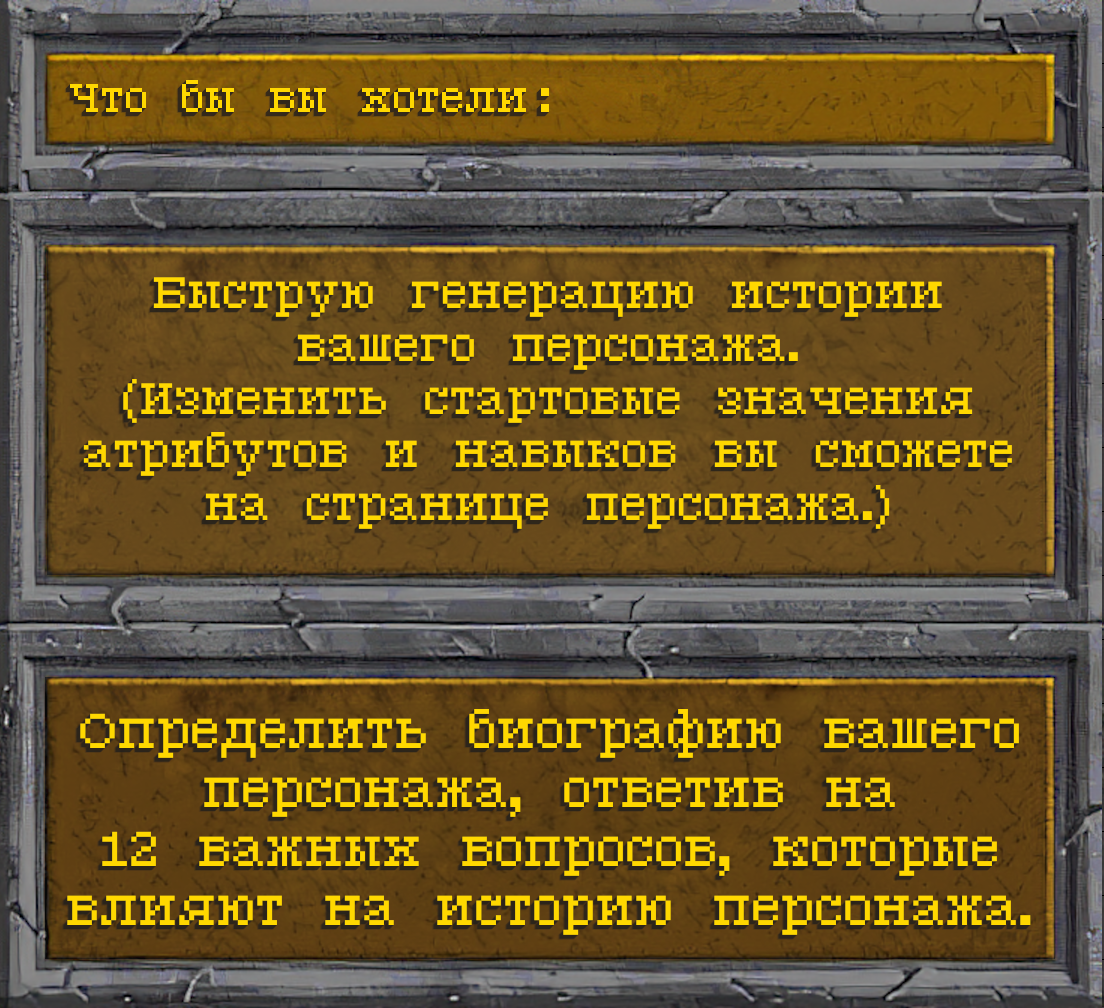 Что бы вы хотели:
Быструю генерацию истории
вашего персонажа.
(Изменить стартовые значения
атрибутов и навыков вы сможете
на странице персонажа.)
Определить биографию вашего
персонажа, ответив на
12 важных вопросов, которые
влияют на историю персонажа.